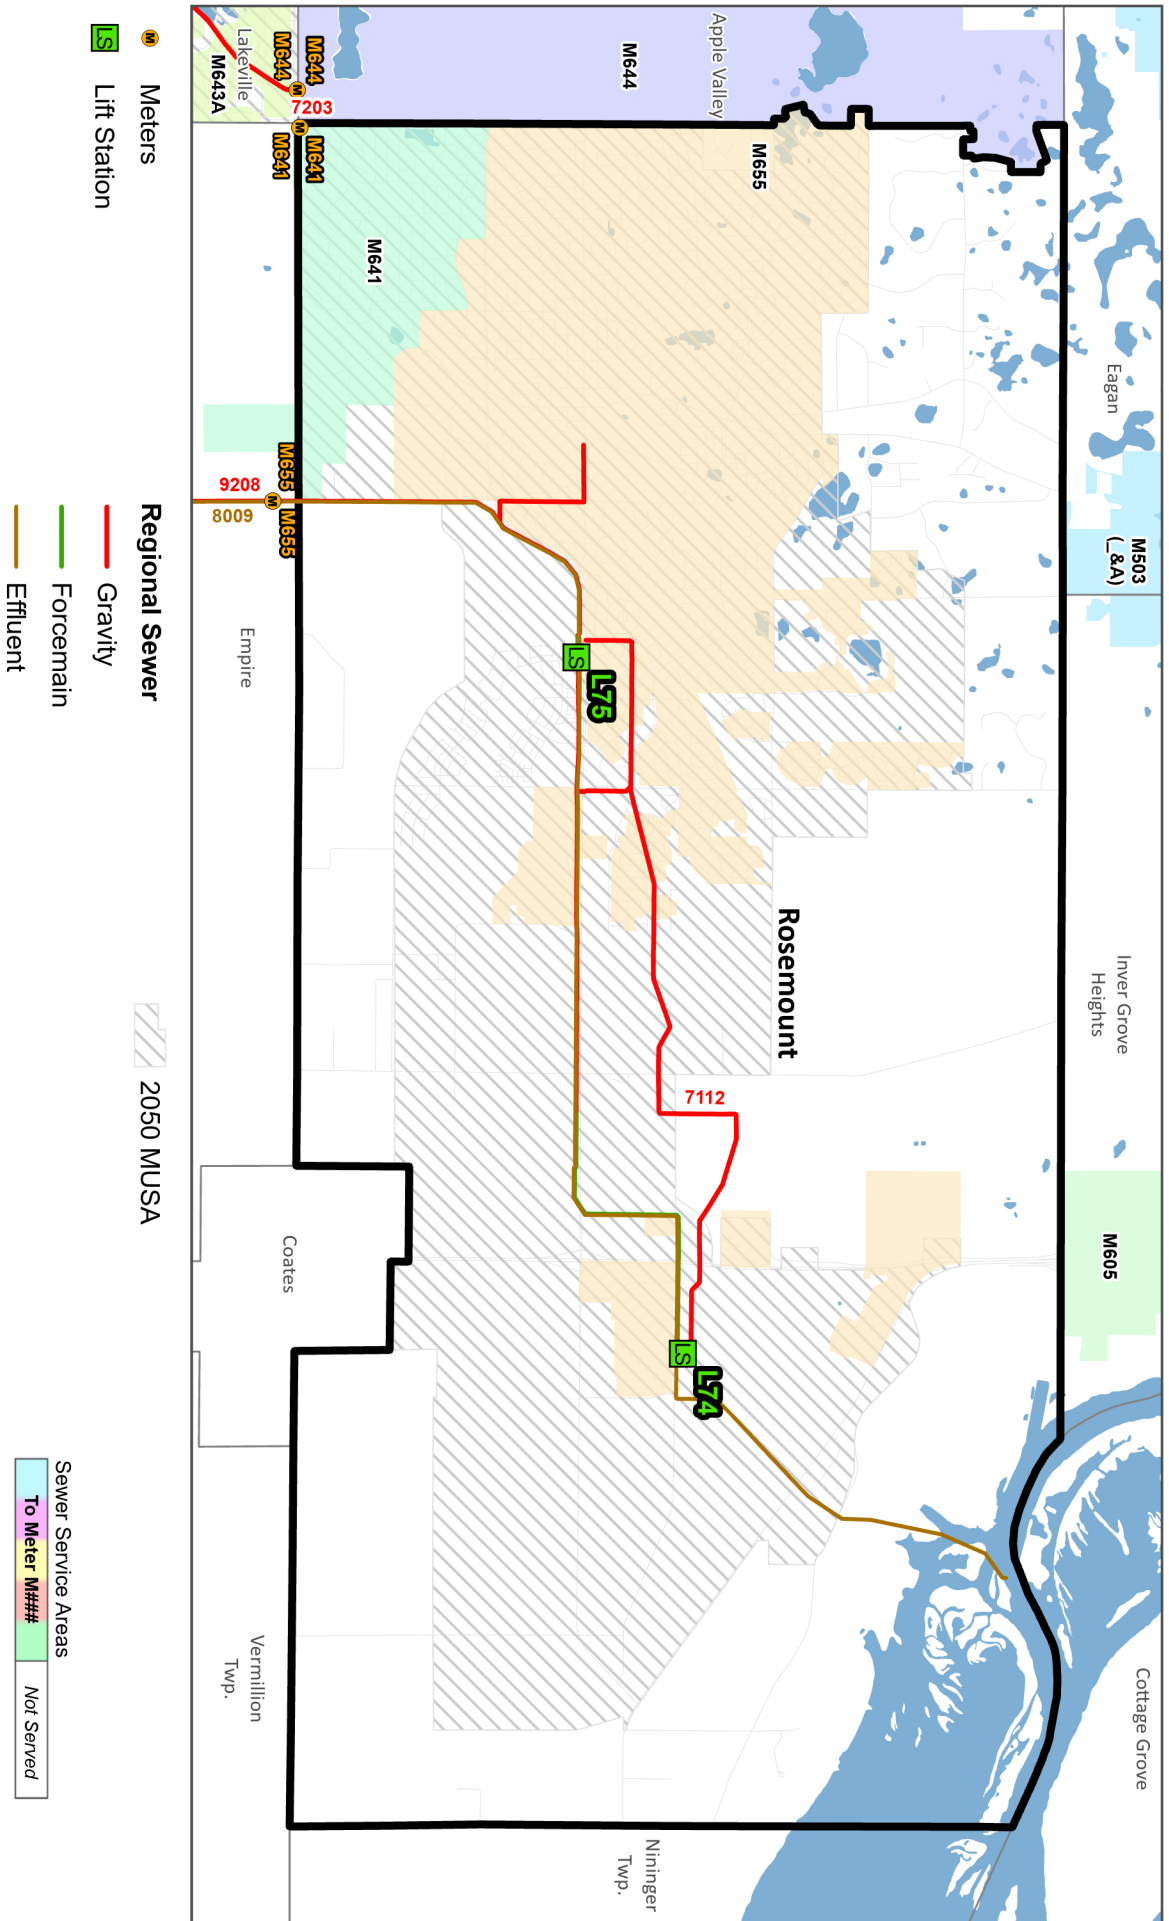 Eagan
Inver Grove
Heights
Cottage Grove
M503
(_&A)
M605
Apple Valley
M644
M655
Rosemount
7112
L75
LS
L74
LS
Nininger
Twp.
M641
M644
M644
M
7203
M
M641
M641
Lakeville
M643A
M655
M655
M
9208
8009
Empire
Coates
Vermillion
Twp.
M Meters
LS Lift Station
Regional Sewer
Gravity
Forcemain
Effluent
2050 MUSA
Sewer Service Areas
To Meter M###
Not Served